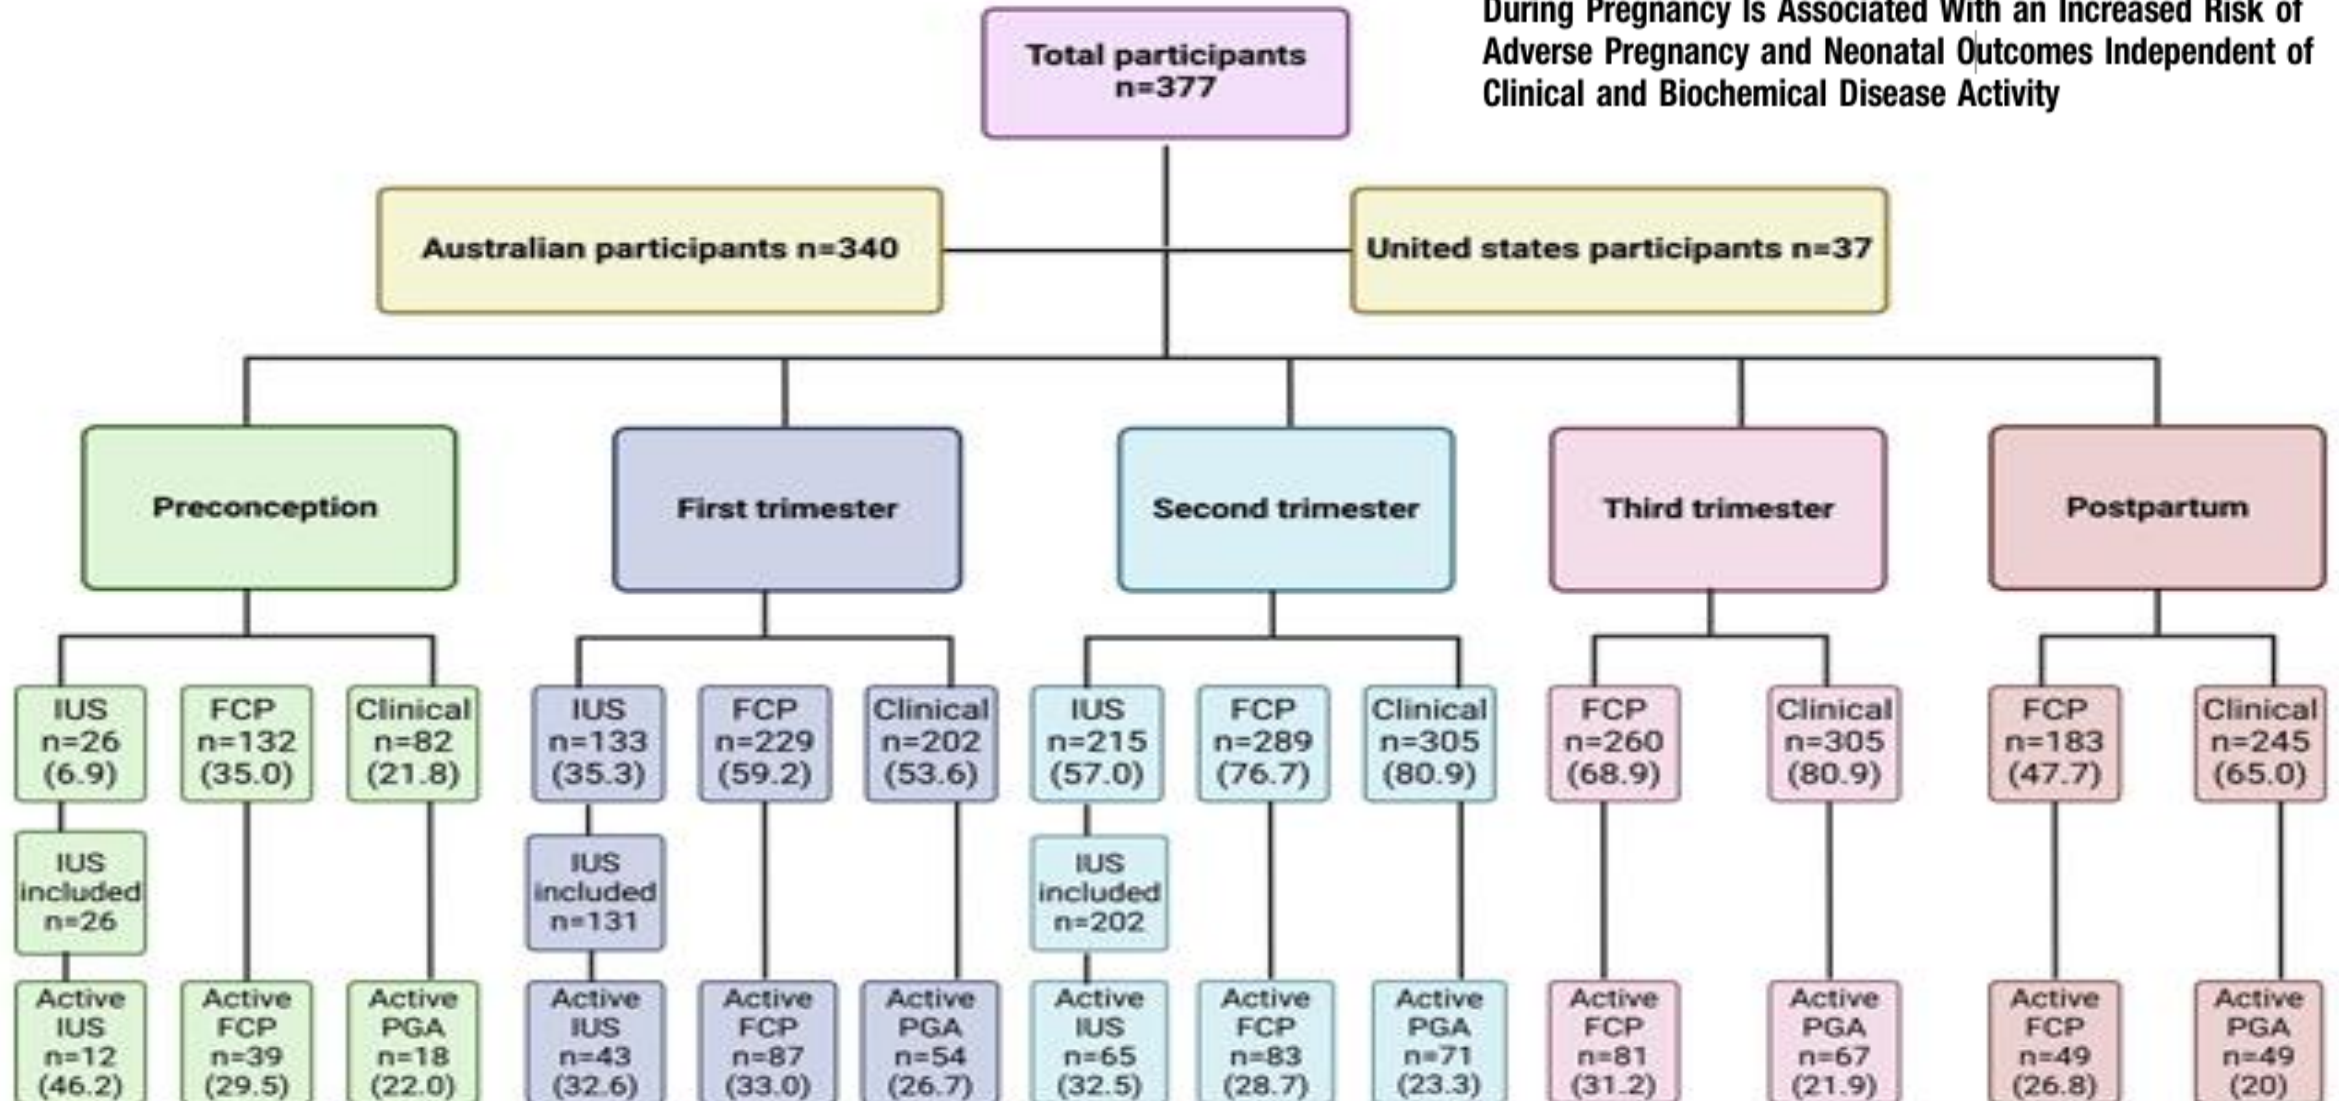 During Pregnancy Is Associated With an Increased Risk of
Adverse Pregnancy and Neonatal Outcomes Independent of
Clinical and Biochemical Disease Activity
Total participants
n=377
Australian participants n=340
United states participants n=37
Preconception
First trimester
Second trimester
Third trimester
Postpartum
IUS
n=26
(6.9)
FCP
n=132
(35.0)
Clinical
n=82
(21.8)
IUS
n=133
(35.3)
FCP
n=229
(59.2)
Clinical
n=202
(53.6)
IUS
n=215
(57.0)
FCP
n=289
(76.7)
Clinical
n=305
(80.9)
FCP
n=260
(68.9)
Clinical
n=305
(80.9)
FCP
n=183
(47.7)
Clinical
n=245
(65.0)
IUS
included
n=26
IUS
included
n=131
IUS
included
n=202
Active
IUS
n=12
(46.2)
Active
FCP
n=39
(29.5)
Active
PGA
n=18
(22.0)
Active
IUS
n=43
(32.6)
Active
FCP
n=87
(33.0)
Active
PGA
n=54
(26.7)
Active
IUS
n=65
(32.5)
Active
FCP
n=83
(28.7)
Active
PGA
n=71
(23.3)
Active
FCP
n=81
(31.2)
Active
PGA
n=67
(21.9)
Active
FCP
n=49
(26.8)
Active
PGA
n=49
(20)